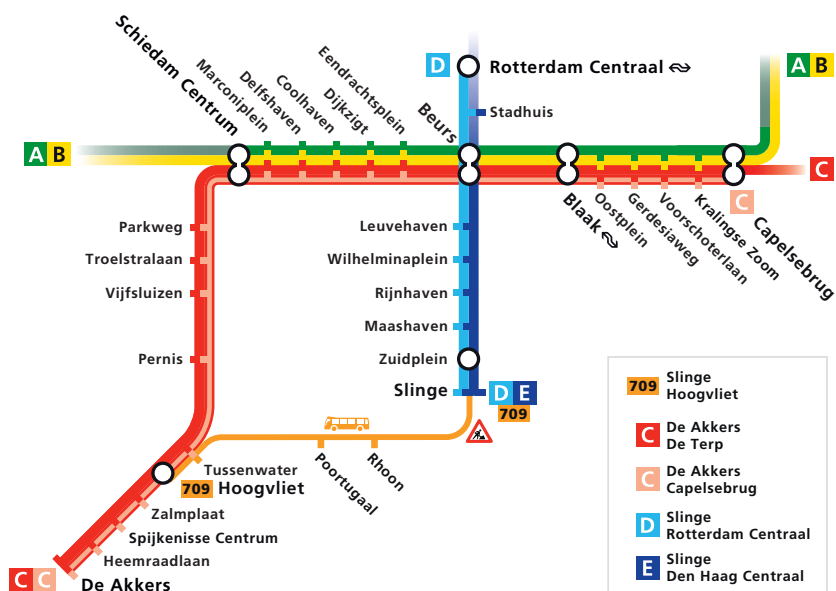 Schiedam Centrum
Marconiplein
Delfshaven
Coolhaven
Dijkzigt
Eendrachtsplein
Beurs
D
Rotterdam Centraal
Stadhuis
A B
A B
C
Blaak
Oostplein
Gerdesiaweg
Voorschoterlaan
Kralingse Zoom
C
Capelsebrug
Parkweg
Troelstralaan
Vijfsluizen
Pernis
Leuvehaven
Wilhelminaplein
Rijnhaven
Maashaven
Zuidplein
Slinge
D E
709
Tussenwater
709 Hoogvliet
Poortugaal
Rhoon
Zalmplaat
Spijkenisse Centrum
Heemraadlaan
C C
De Akkers
709 Slinge
Hoogvliet
C De Akkers
De Terp
C De Akkers
Capelsebrug
D Slinge
Rotterdam Centraal
E Slinge
Den Haag Centraal